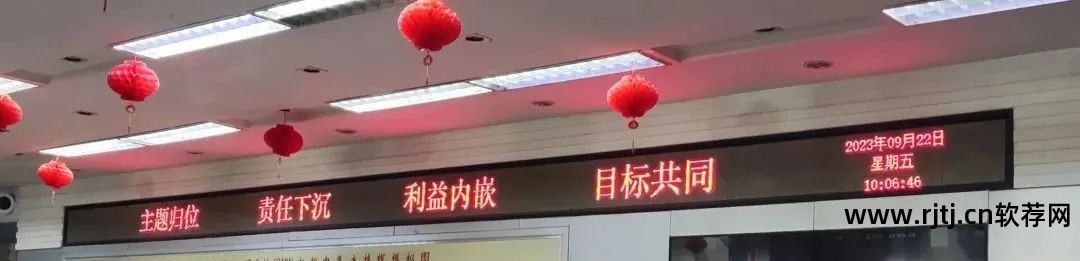 2023年09月22日
星期五
10:06:46
主题归位 责任下沉 利益内嵌 目标共同
www.rjtj.cn软荐网